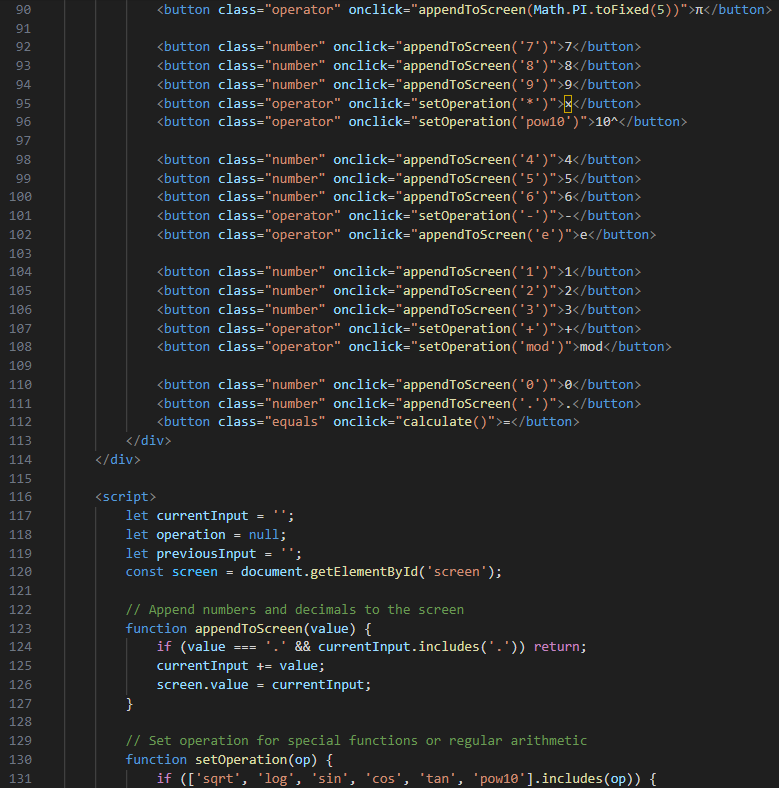 90 <button class="operator" onclick="appendToScreen(Math.PI.toFixed(5))">π</button>
91
92 <button class="number" onclick="appendToScreen('7')">7</button>
93 <button class="number" onclick="appendToScreen('8')">8</button>
94 <button class="number" onclick="appendToScreen('9')">9</button>
95 <button class="operator" onclick="setOperation('*')">×</button>
96 <button class="operator" onclick="setOperation('pow10')">10^</button>
97
98 <button class="number" onclick="appendToScreen('4')">4</button>
99 <button class="number" onclick="appendToScreen('5')">5</button>
100 <button class="number" onclick="appendToScreen('6')">6</button>
101 <button class="operator" onclick="setOperation('-')">-</button>
102 <button class="operator" onclick="appendToScreen('e')">e</button>
103
104 <button class="number" onclick="appendToScreen('1')">1</button>
105 <button class="number" onclick="appendToScreen('2')">2</button>
106 <button class="number" onclick="appendToScreen('3')">3</button>
107 <button class="operator" onclick="setOperation('+')">+</button>
108 <button class="operator" onclick="setOperation('mod')">mod</button>
109
110 <button class="number" onclick="appendToScreen('0')">0</button>
111 <button class="number" onclick="appendToScreen('.')">.</button>
112 <button class="equals" onclick="calculate()">=</button>
113 </div>
114 </div>
115
116 <script>
117 let currentInput = '';
118 let operation = null;
119 let previousInput = '';
120 const screen = document.getElementById('screen');
121
122 // Append numbers and decimals to the screen
123 function appendToScreen(value) {
124 if (value === '.' && currentInput.includes('.')) return;
125 currentInput += value;
126 screen.value = currentInput;
127 }
128
129 // Set operation for special functions or regular arithmetic
130 function setOperation(op) {
131 if (['sqrt', 'log', 'sin', 'cos', 'tan', 'pow10'].includes(op)) {